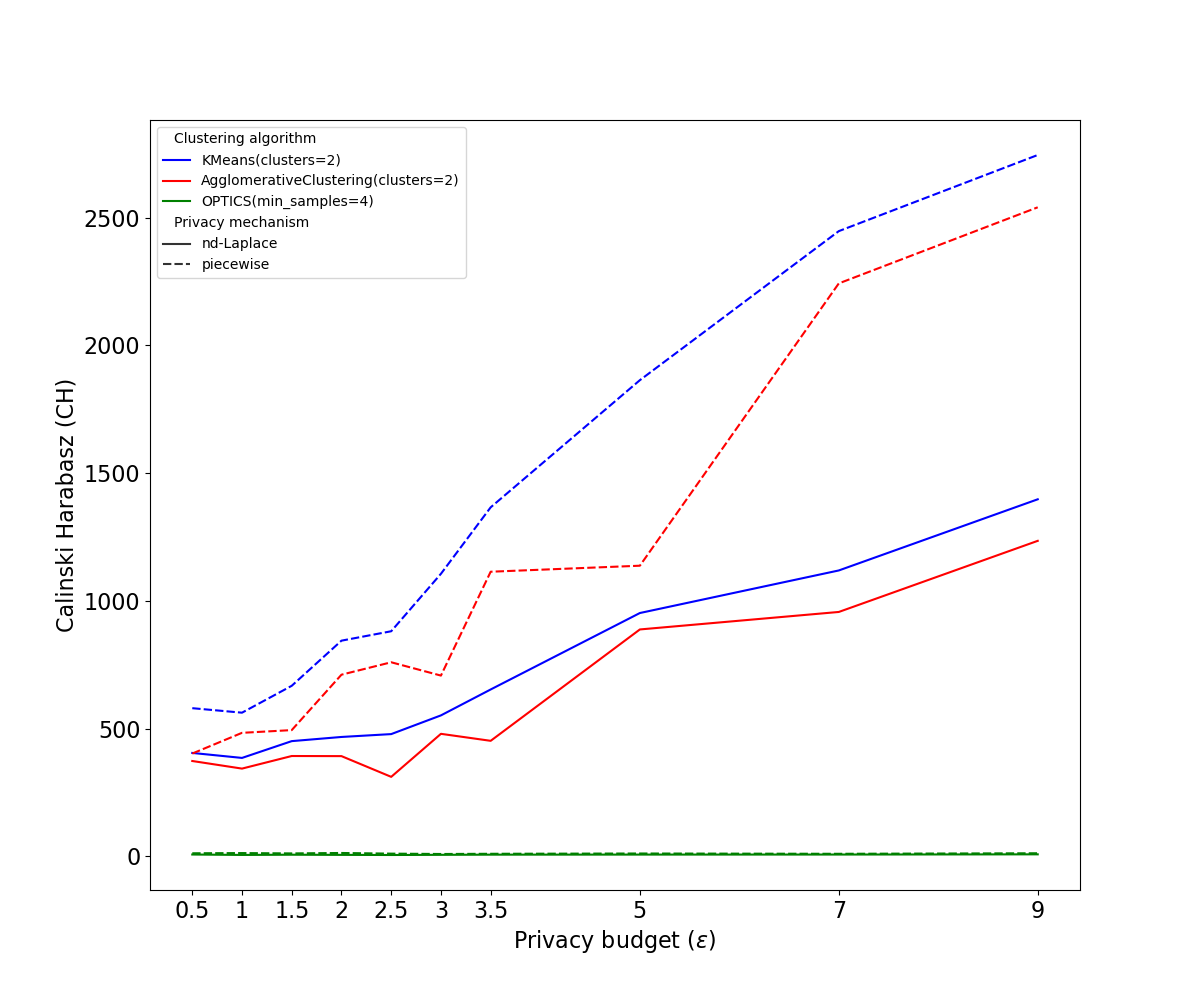 Clustering algorithm
KMeans(clusters=2)
AgglomerativeClustering(clusters=2)
OPTICS(min_samples=4)
Privacy mechanism
nd-Laplace
piecewise
Calinski Harabasz (CH)
2500
2000
1500
1000
500
0
0.5 1 1.5 2 2.5 3 3.5 5 7 9
Privacy budget (ε)